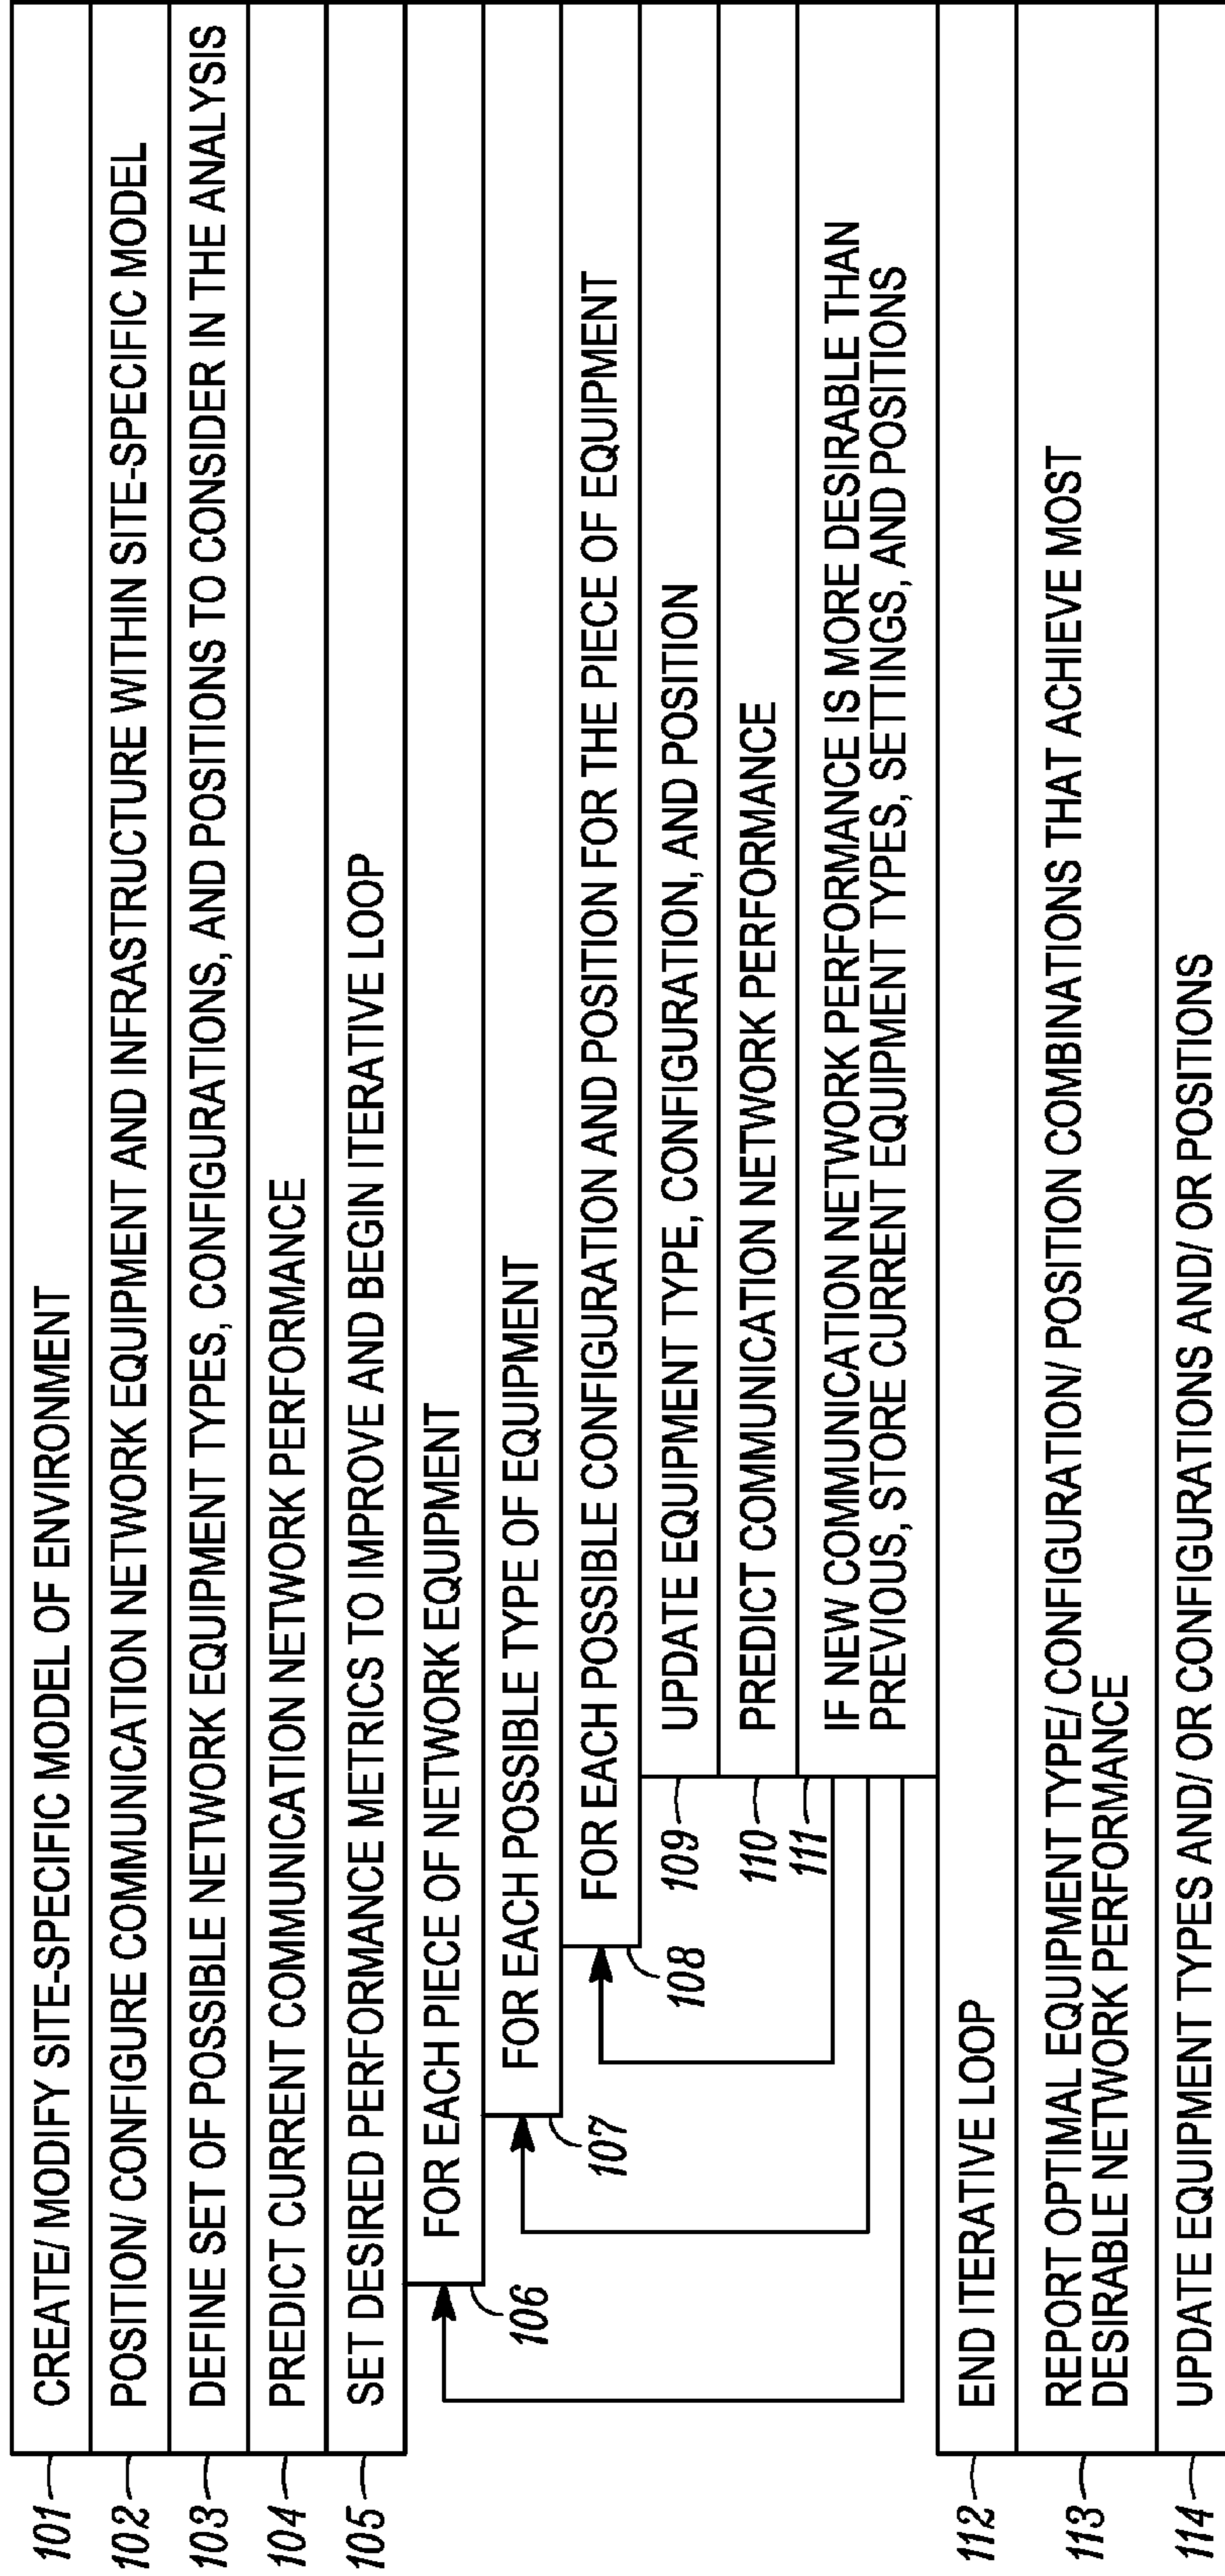 101 CREATE/ MODIFY SITE-SPECIFIC MODEL OF ENVIRONMENT
102 POSITION/ CONFIGURE COMMUNICATION NETWORK EQUIPMENT AND INFRASTRUCTURE WITHIN SITE-SPECIFIC MODEL
103 DEFINE SET OF POSSIBLE NETWORK EQUIPMENT TYPES, CONFIGURATIONS, AND POSITIONS TO CONSIDER IN THE ANALYSIS
104 PREDICT CURRENT COMMUNICATION NETWORK PERFORMANCE
105 SET DESIRED PERFORMANCE METRICS TO IMPROVE AND BEGIN ITERATIVE LOOP
106 FOR EACH PIECE OF NETWORK EQUIPMENT
107 FOR EACH POSSIBLE TYPE OF EQUIPMENT
108 FOR EACH POSSIBLE CONFIGURATION AND POSITION FOR THE PIECE OF EQUIPMENT
109 UPDATE EQUIPMENT TYPE, CONFIGURATION, AND POSITION
110 PREDICT COMMUNICATION NETWORK PERFORMANCE
111 IF NEW COMMUNICATION NETWORK PERFORMANCE IS MORE DESIRABLE THAN
PREVIOUS, STORE CURRENT EQUIPMENT TYPES, SETTINGS, AND POSITIONS
112 END ITERATIVE LOOP
113 REPORT OPTIMAL EQUIPMENT TYPE/ CONFIGURATION/ POSITION COMBINATIONS THAT ACHIEVE MOST
DESIRABLE NETWORK PERFORMANCE
114 UPDATE EQUIPMENT TYPES AND/ OR CONFIGURATIONS AND/ OR POSITIONS